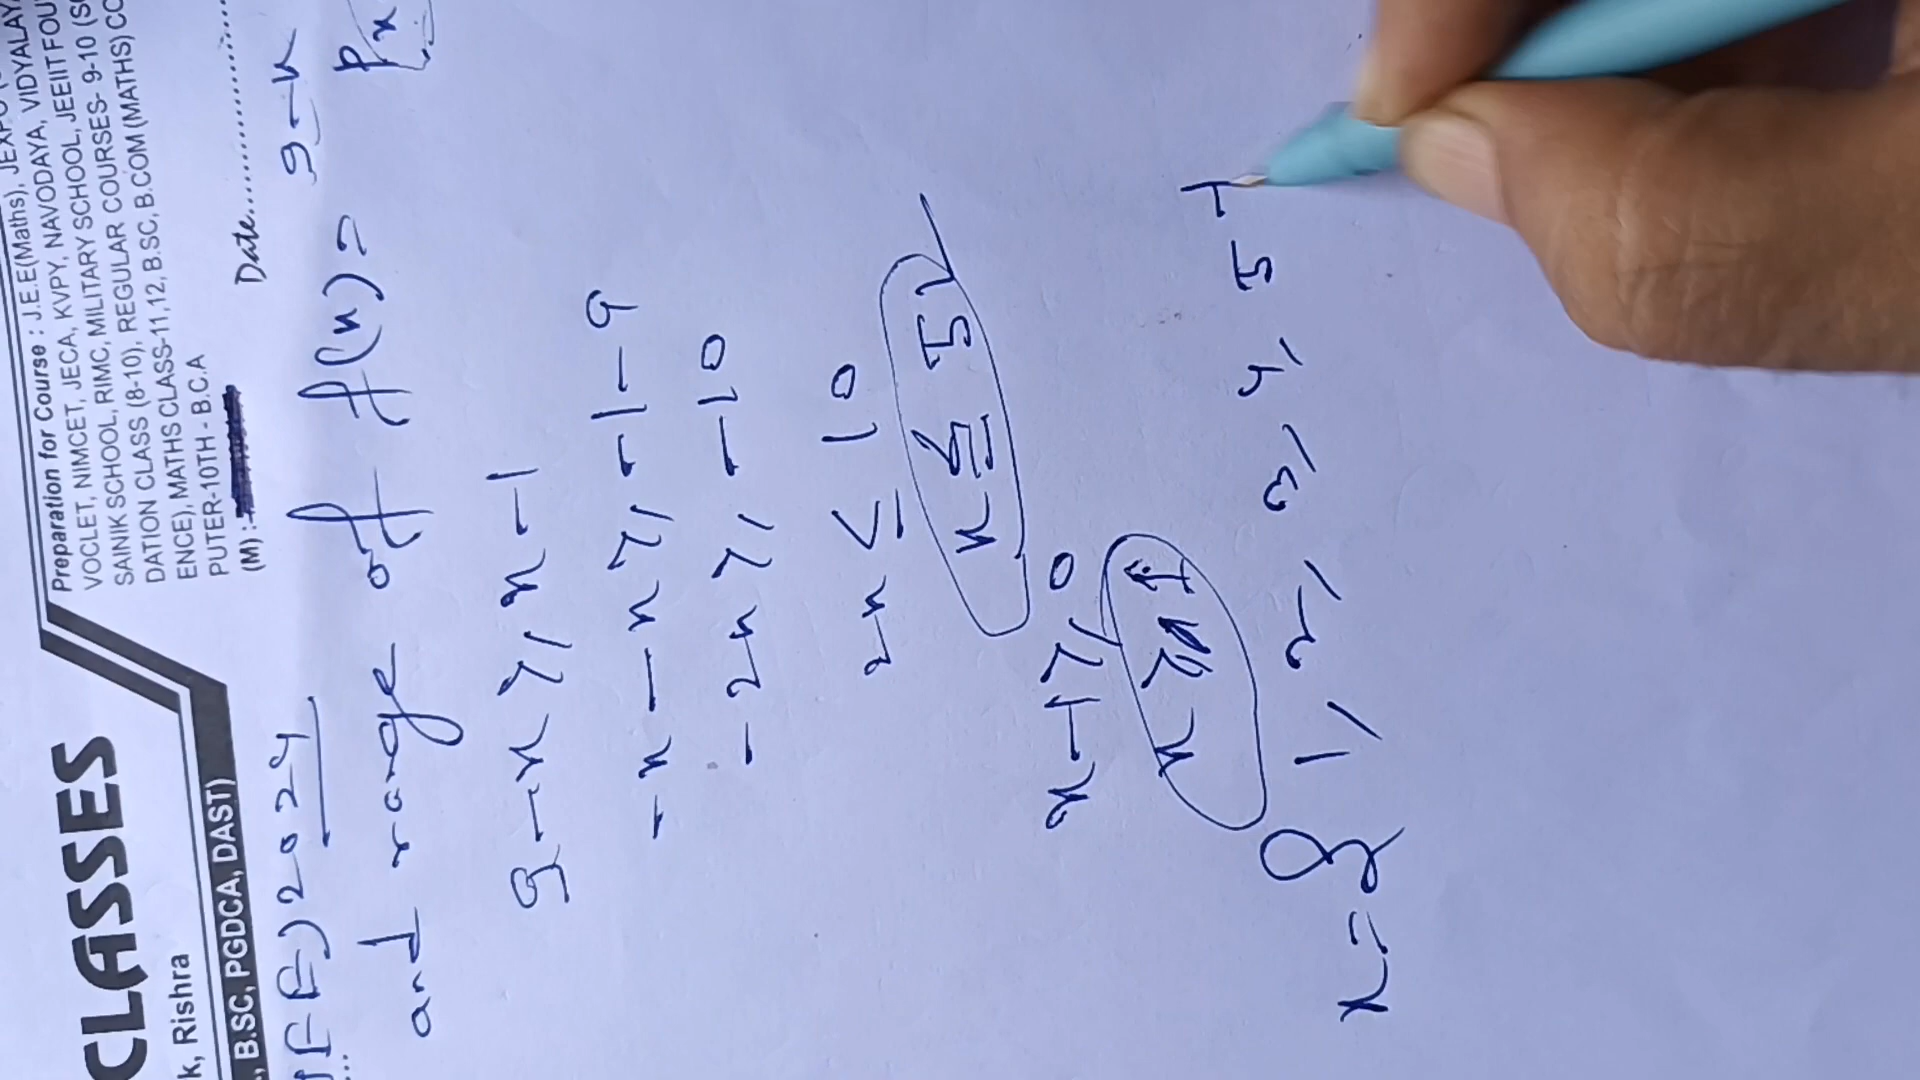 CLASSES
k, Rishra
, B.SC, PGDCA, DAST)
Preparation for Course : J.E.E(Maths), JEXPO
VOCLET, NIMCET, JECA, KVPY, NAVODAYA, VIDYALAY
SAINIK SCHOOL, RIMC, MILITARY SCHOOL, JEEIIT FOU
DATION CLASS (8-10), REGULAR COURSES- 9-10 (S
ENCE), MATHS CLASS-11,12, B.SC, B.COM (MATHS) CO
PUTER-10TH - B.C.A
(M) :
Date
2024
and range of f(x) = 9-x P x
9-x ≥ x-1
-x-x ≥ -1-9
-2x ≥ -10
2x ≤ 10
x ≤ 5
x-1 ≥ 0
x ≥ 1
x = { 1, 2, 3, 4, 5